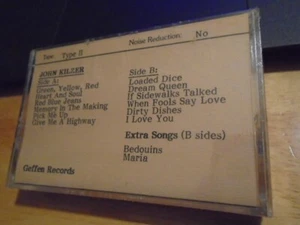 Type II
Noise Reduction: No
JOHN KILZER
Side A:
Green, Yellow, Red
Heart and Soul
Red Blue Jeans
Memory In The Making
Pick Me Up
Give Me A Highway
Side B:
Loaded Dice
Dream Queen
If Sidewalks Talked
When Fools Say Love
Dirty Dishes
I Love You
Extra Songs (B sides)
Bedouins
Maria
Geffen Records